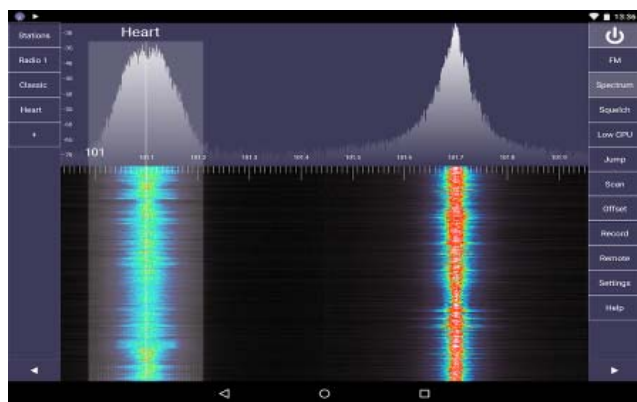 13:36
Stations
Radio 1
Classic
Heart
+
Heart
101
101.1
101.2
101.3
101.4
101.5
101.6
101.7
101.8
101.9
FM
Spectrum
Squelch
Low CPU
Jump
Scan
Offset
Record
Remote
Settings
Help